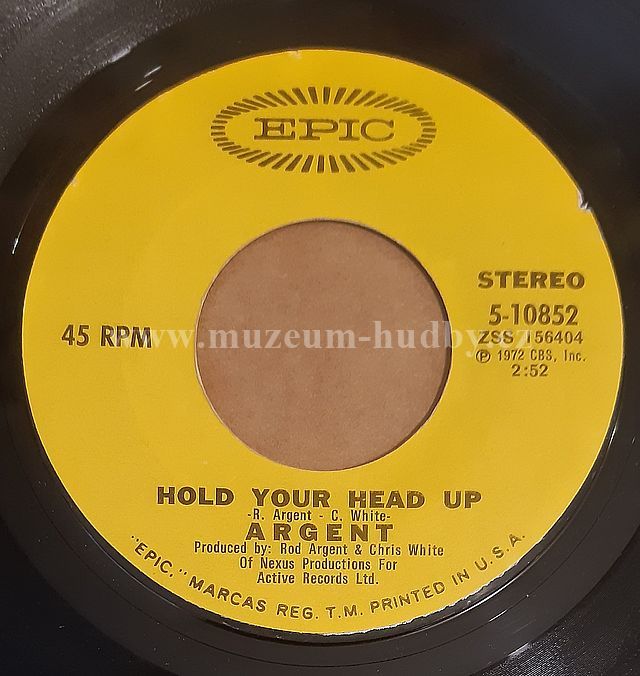 EPIC
STEREO
5-10852
45 RPM
www.muzeum-hudby.cz
ZSS 156404
Ⓟ 1972 CBS, Inc.
2:52
HOLD YOUR HEAD UP
-R. Argent - C. White-
ARGENT
Produced by: Rod Argent & Chris White
Of Nexus Productions For
Active Records Ltd.
"EPIC," MARCAS REG. T.M. PRINTED IN U.S.A.